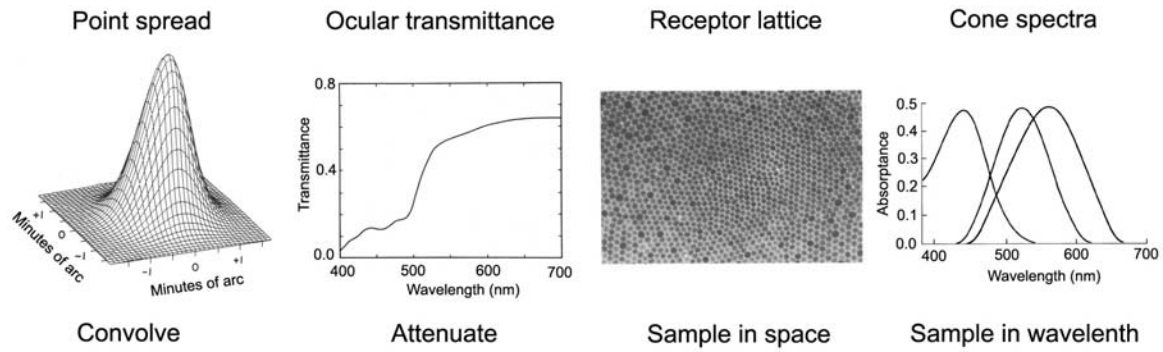 Point spread
Ocular transmittance
Receptor lattice
Cone spectra
+1
0
−1
Minutes of arc
−1
0
+1
Minutes of arc
0.8
0.4
0.0
Transmittance
400
500
600
700
Wavelength (nm)
0.5
0.4
0.3
0.2
0.1
0.0
Absorptance
400
500
600
700
Wavelength (nm)
Convolve
Attenuate
Sample in space
Sample in wavelenth